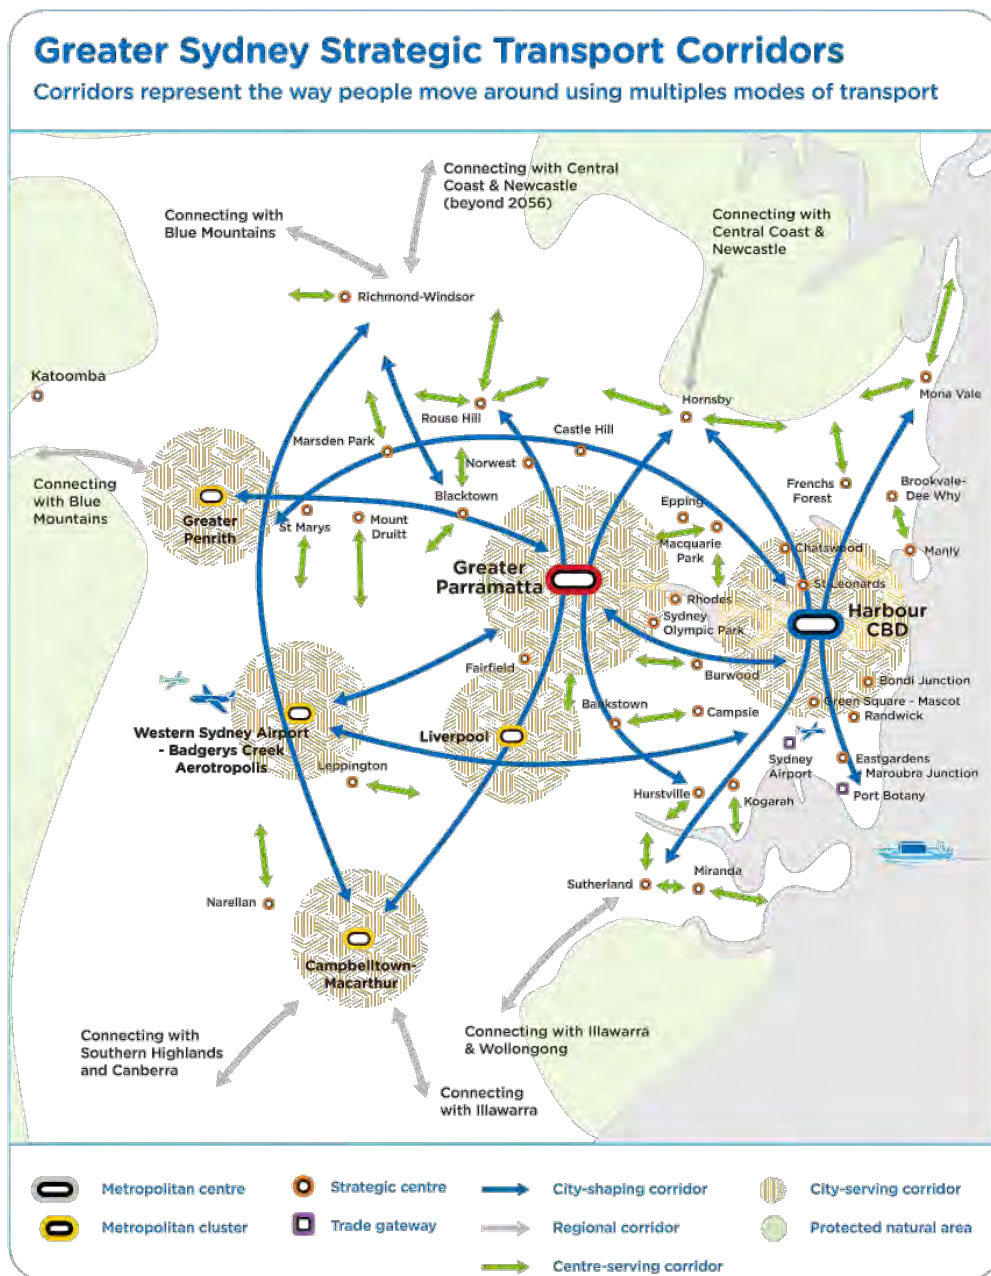 Greater Sydney Strategic Transport Corridors
Corridors represent the way people move around using multiples modes of transport
Connecting with Central
Coast & Newcastle
(beyond 2056)
Connecting with
Blue Mountains
Connecting with
Central Coast &
Newcastle
Richmond-Windsor
Katoomba
Mona Vale
Hornsby
Rouse Hill
Castle Hill
Marsden Park
Norwest
Connecting
with Blue
Mountains
Blacktown
Frenchs
Forest
Brookvale-
Dee Why
Greater
Penrith
St Marys
Mount
Druitt
Epping
Macquarie
Park
Chatswood
Manly
Greater
Parramatta
St Leonards
Rhodes
Harbour
CBD
Sydney
Olympic Park
Fairfield
Burwood
Bondi Junction
Bankstown
Campsie
Green Square - Mascot
Randwick
Western Sydney Airport
- Badgerys Creek
Aerotropolis
Liverpool
Leppington
Sydney
Airport
Eastgardens
Maroubra Junction
Hurstville
Kogarah
Port Botany
Sutherland
Miranda
Narellan
Campbelltown-
Macarthur
Connecting with
Southern Highlands
and Canberra
Connecting with Illawarra
& Wollongong
Connecting
with Illawarra
Metropolitan centre
Strategic centre
City-shaping corridor
City-serving corridor
Metropolitan cluster
Trade gateway
Regional corridor
Protected natural area
Centre-serving corridor